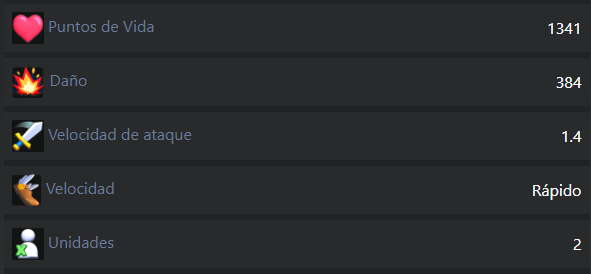 Puntos de Vida 1341
Daño 384
Velocidad de ataque 1.4
Velocidad Rápido
Unidades 2